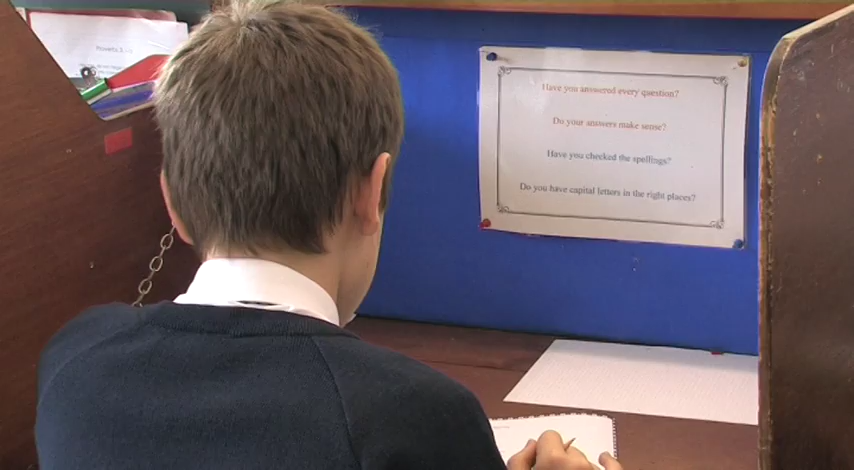 Have you answered every question?
Do your answers make sense?
Have you checked the spellings?
Do you have capital letters in the right places?